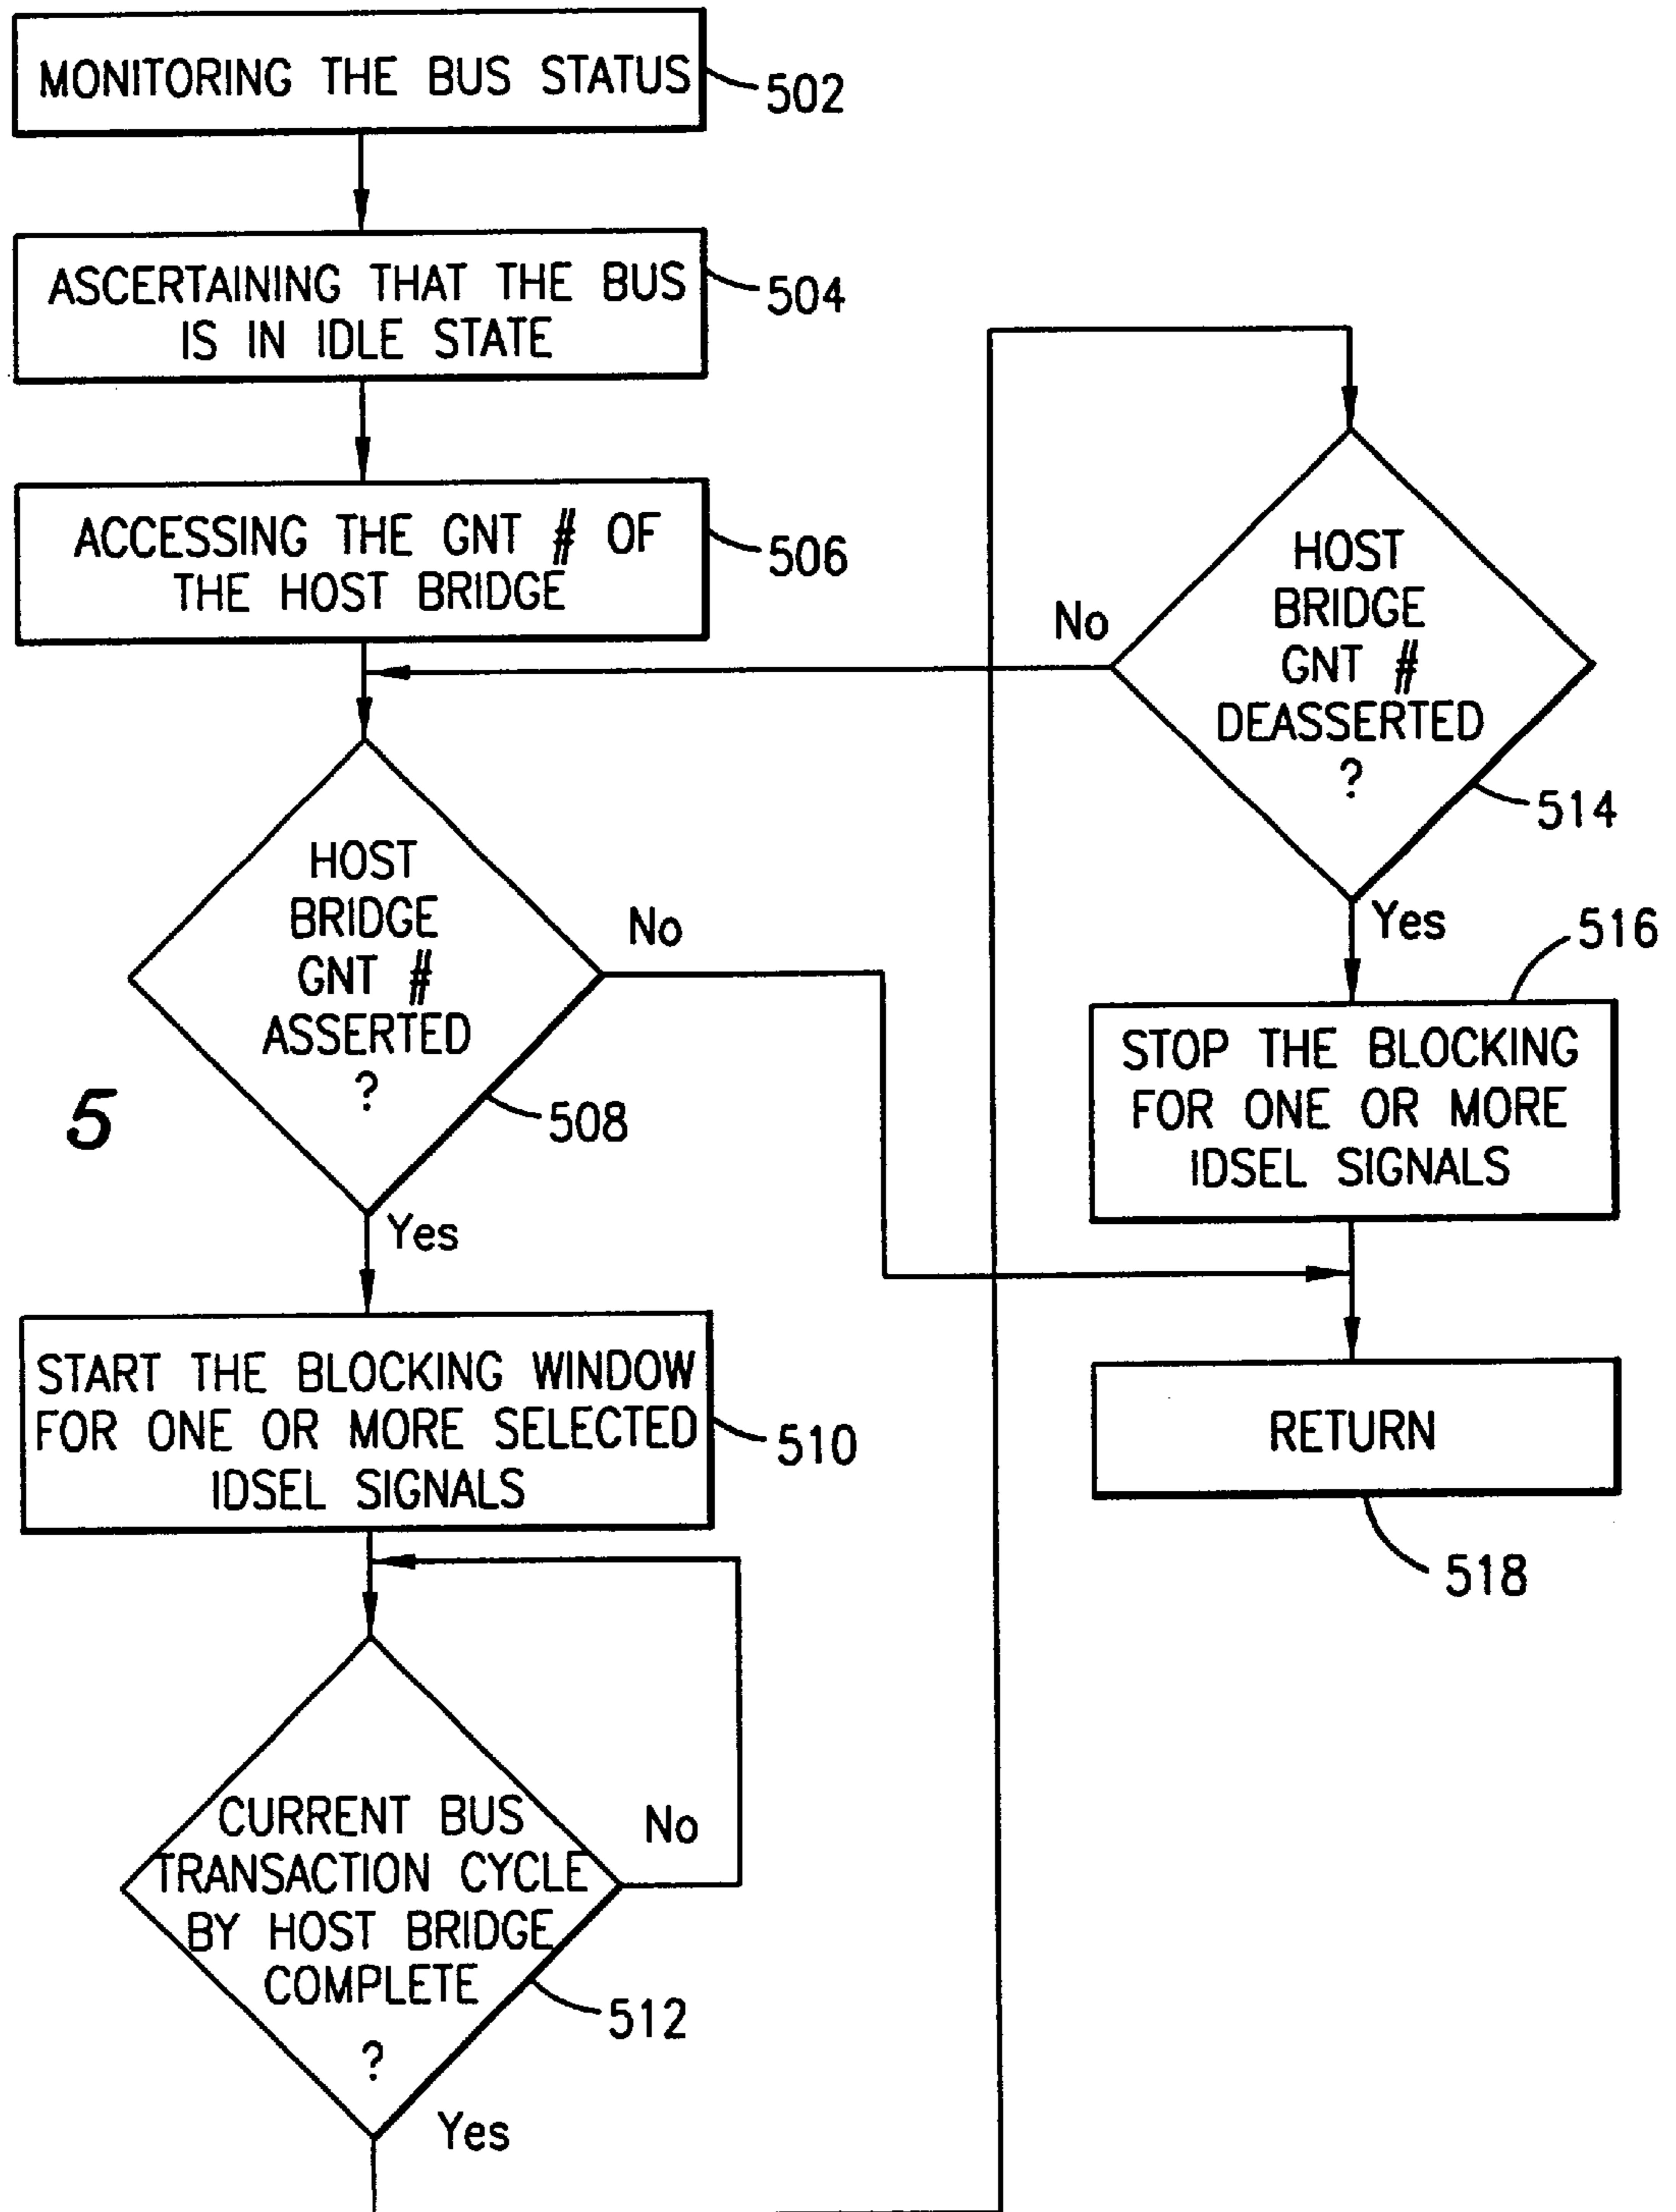 MONITORING THE BUS STATUS
502
ASCERTAINING THAT THE BUS
IS IN IDLE STATE
504
ACCESSING THE GNT # OF
THE HOST BRIDGE
506
HOST
BRIDGE
GNT #
ASSERTED
?
508
No
Yes
5
START THE BLOCKING WINDOW
FOR ONE OR MORE SELECTED
IDSEL SIGNALS
510
CURRENT BUS
TRANSACTION CYCLE
BY HOST BRIDGE
COMPLETE
?
512
No
Yes
HOST
BRIDGE
GNT #
DEASSERTED
?
514
No
Yes
STOP THE BLOCKING
FOR ONE OR MORE
IDSEL SIGNALS
516
RETURN
518